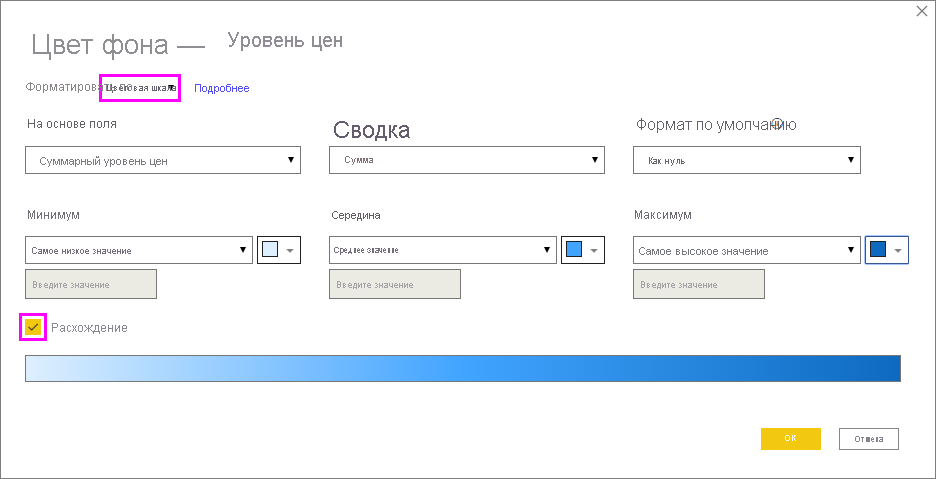 Цвет фона — Уровень цен
Форматировать по Цветовая шкала Подробнее
На основе поля Сводка Формат по умолчанию
Суммарный уровень цен Сумма Как нуль
Минимум Середина Максимум
Самое низкое значение Среднее значение Самое высокое значение
Введите значение Введите значение Введите значение
Расхождение
ОК Отмена